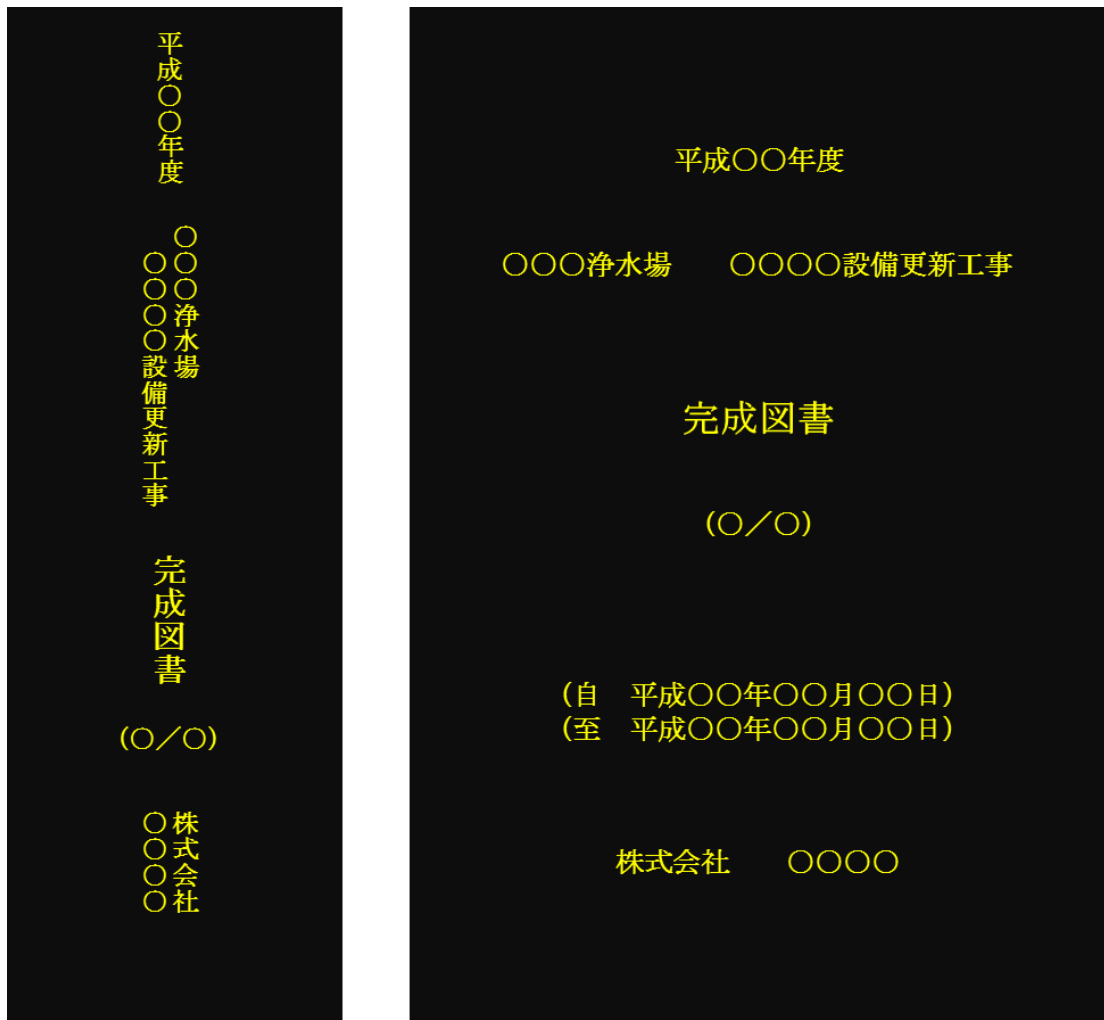 平成〇〇年度
〇〇〇浄水場
〇〇〇〇設備更新工事
完成図書
(〇／〇)
株式会社
〇〇〇〇
平成〇〇年度
〇〇〇浄水場　　〇〇〇〇設備更新工事
完成図書
(〇／〇)
(自　平成〇〇年〇〇月〇〇日)
(至　平成〇〇年〇〇月〇〇日)
株式会社　　〇〇〇〇